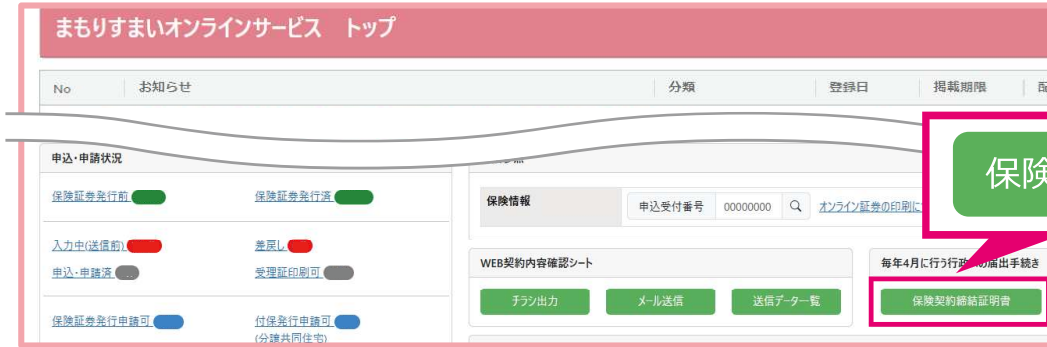 まもりすまいオンラインサービス　トップ
No お知らせ 分類 登録日 掲載期限
申込・申請状況
保険証券発行前 保険証券発行済
保険情報 申込受付番号 00000000 オンライン証券の印刷に
保険
入力中(送信前) 差戻し
申込・申請済 受理証印刷可
WEB契約内容確認シート 毎年4月に行う行政 の届出手続き
チラシ出力 メール送信 送信データ一覧 保険契約締結証明書
保険証券発行申請可 付保発行申請可
(分譲共同住宅)